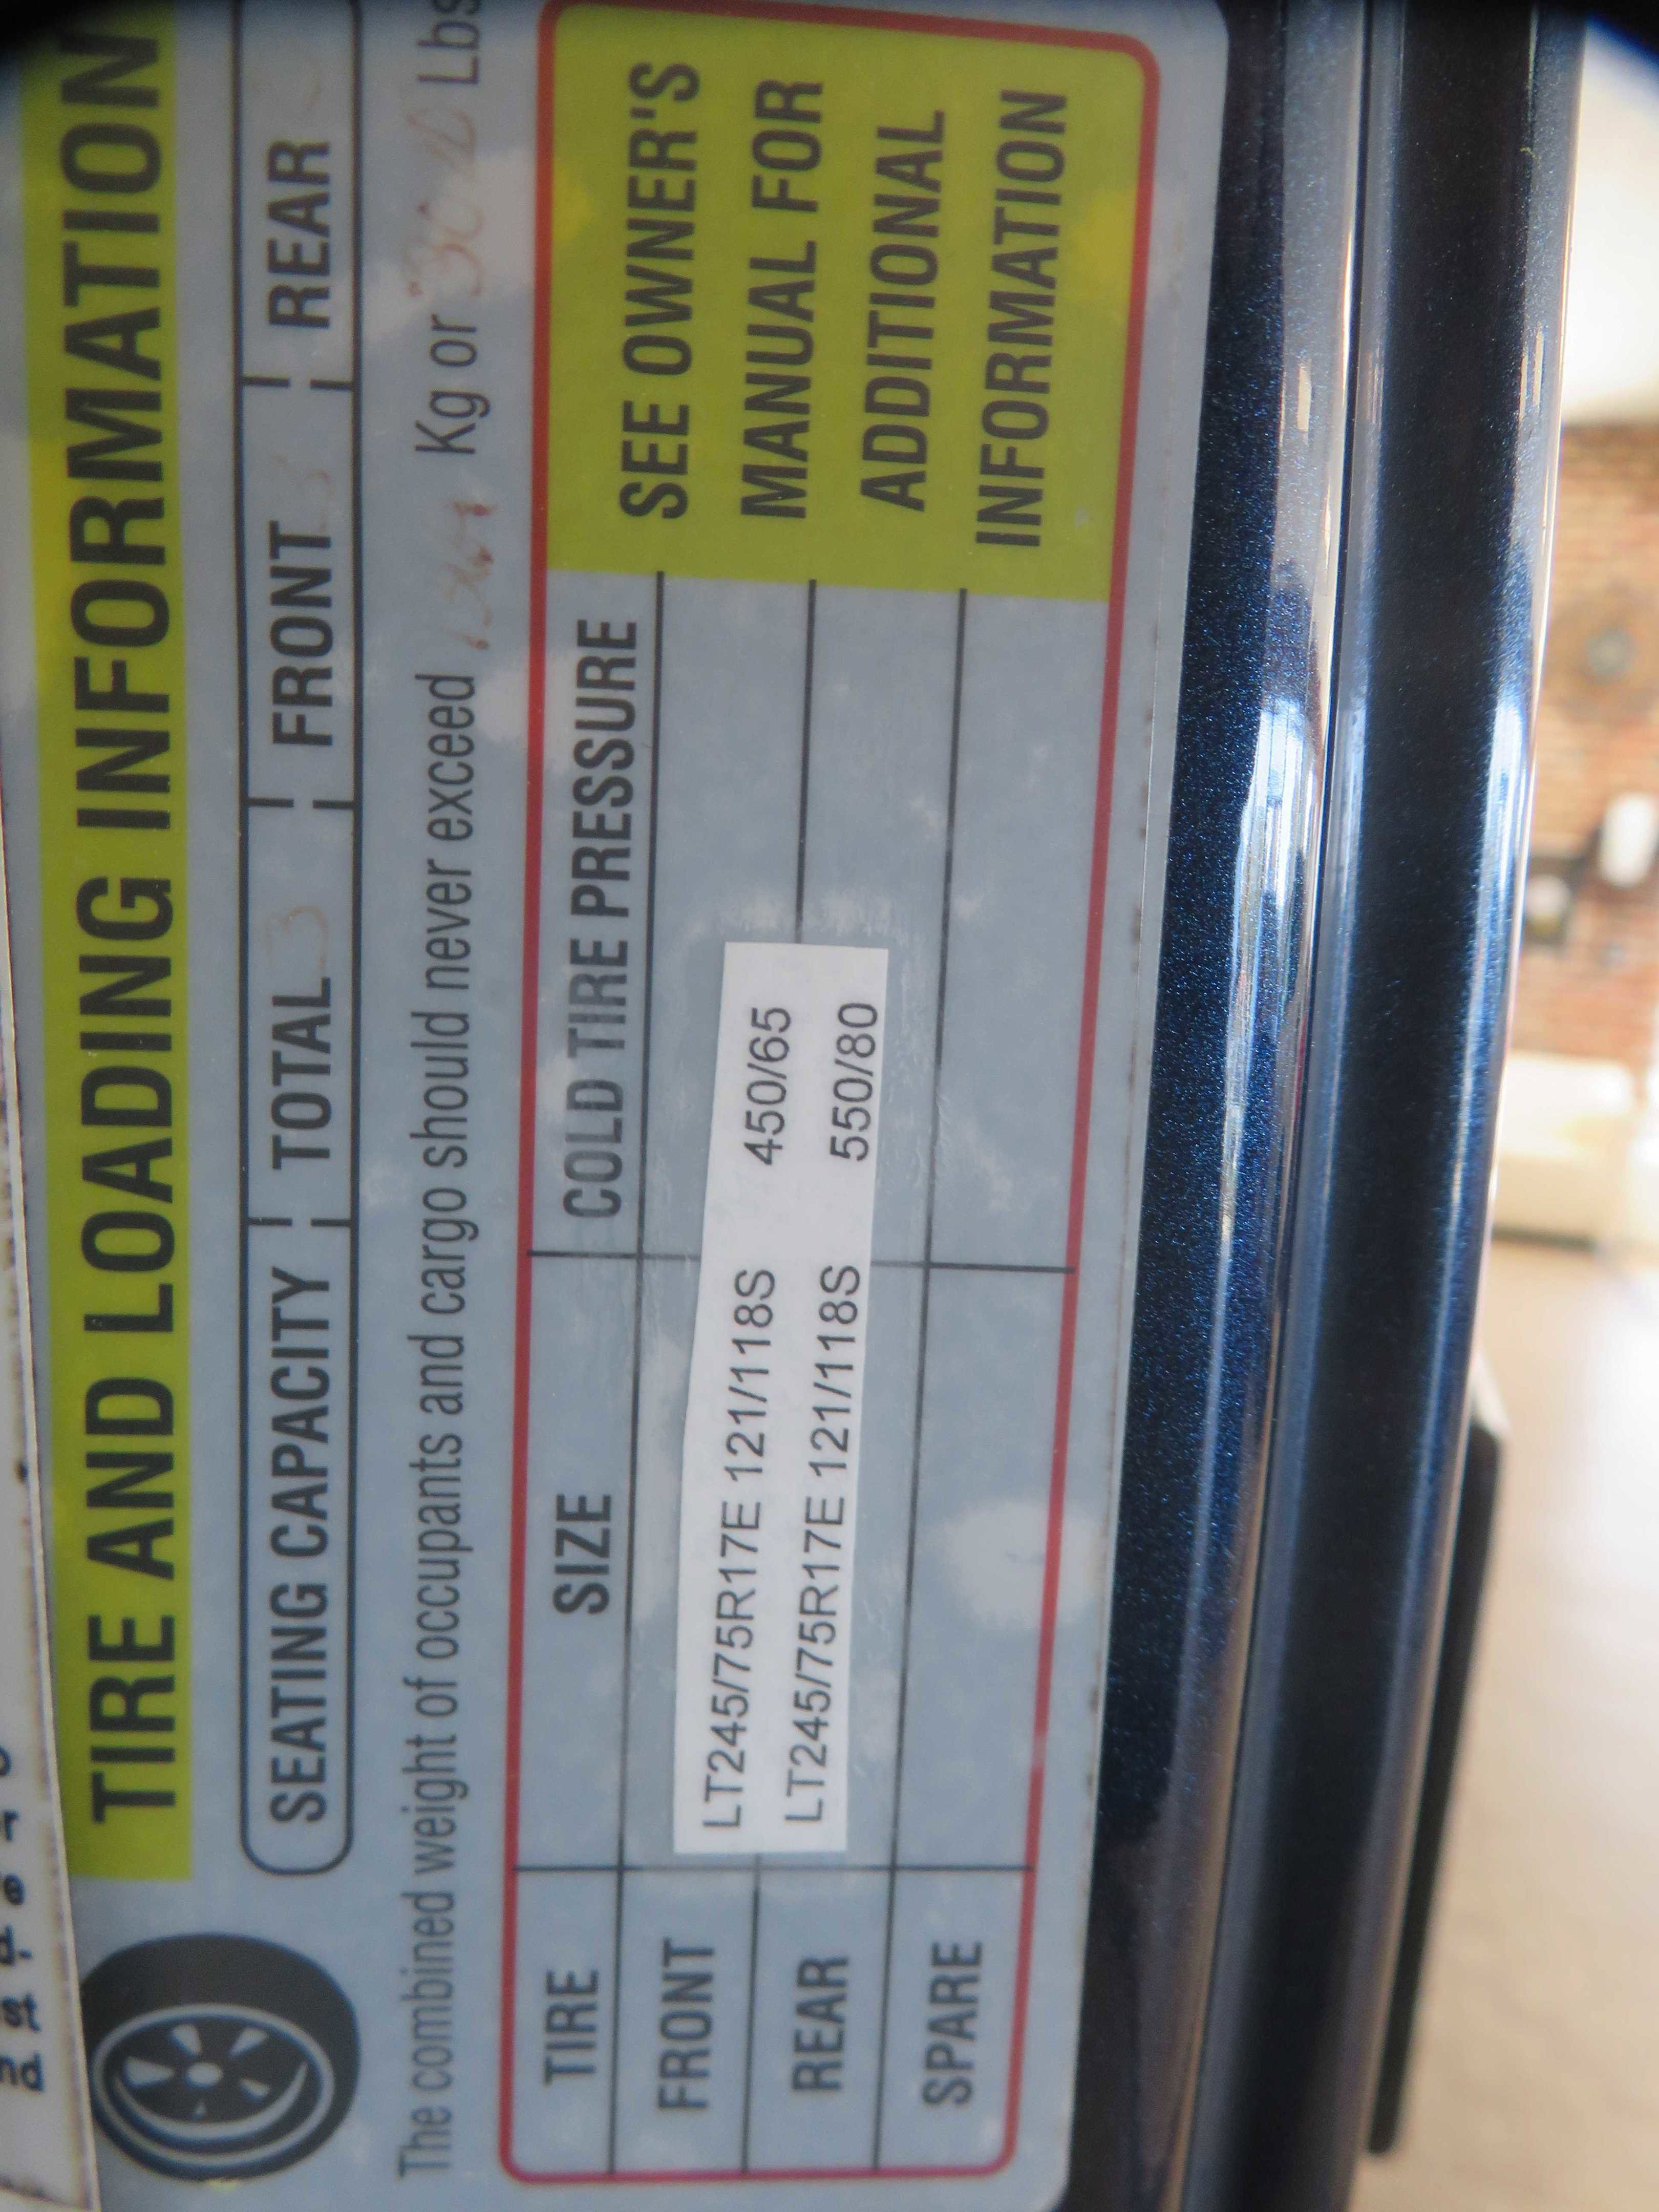 TIRE AND LOADING INFORMATION
SEATING CAPACITY TOTAL 3 FRONT REAR
The combined weight of occupants and cargo should never exceed Kg or Lbs
TIRE SIZE COLD TIRE PRESSURE
FRONT LT245/75R17E 121/118S 450/65
REAR LT245/75R17E 121/118S 550/80
SPARE
SEE OWNER'S
MANUAL FOR
ADDITIONAL
INFORMATION